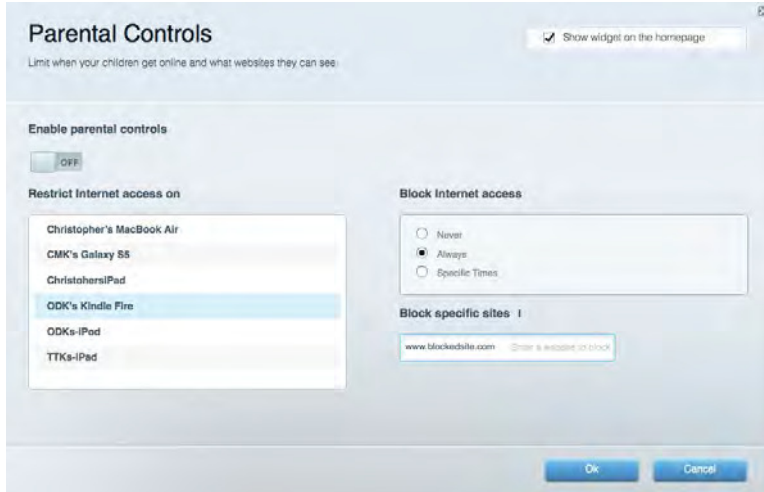 Parental Controls
Show widget on the homepage
Limit when your children get online and what websites they can see.
Enable parental controls
OFF
Restrict Internet access on
Christopher's MacBook Air
CMK's Galaxy S5
ChristohersiPad
ODK's Kindle Fire
ODKs-iPod
TTKs-iPad
Block Internet access
Never
Always
Specific Times
Block specific sites
www.blockedsite.com Enter a website to block
Ok Cancel